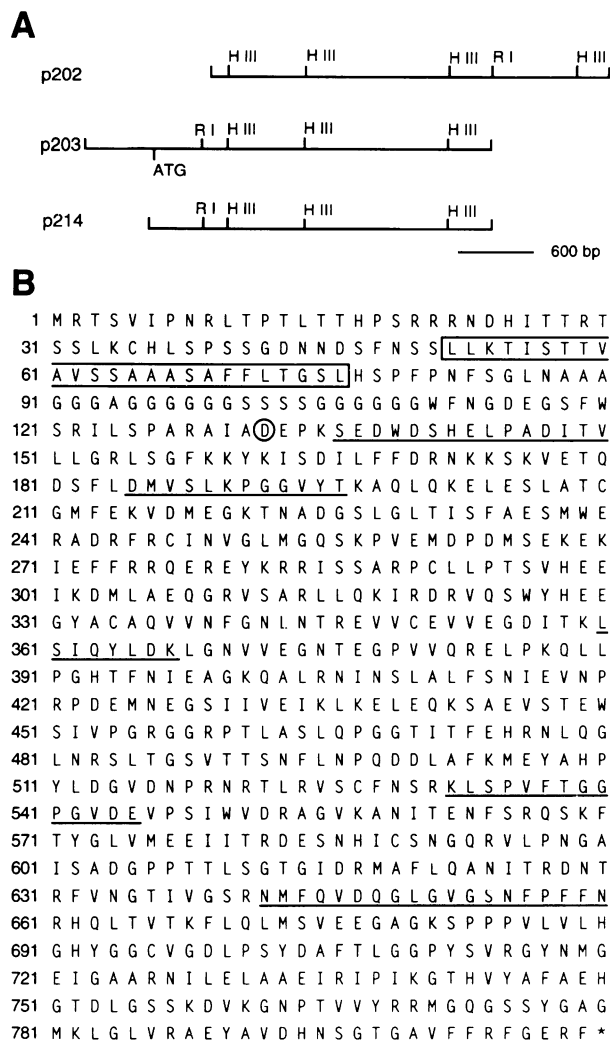 A
H III H III H III R I H III
p202
R I H III H III H III
p203
ATG
R I H III H III H III
p214
600 bp
B
1 M R T S V I P N R L T P T L T T H P S R R R N D H I T T R T
31 S S L K C H L S P S S G D N N D S F N S S L L K T I S T T V
61 A V S S A A A S A F F L T G S L H S P F P N F S G L N A A A
91 G G G A G G G G G G S S S G G G G G G W F N G D E G S F W
121 S R I L S P A R A I A D E P K S E D W D S H E L P A D I T V
151 L L G R L S G F K K Y K I S D I L F F D R N K K S K V E T Q
181 D S F L D M V S L K P G G V Y T K A Q L Q K E L E S L A T C
211 G M F E K V D M E G K T N A D G S L G L T I S F A E S M W E
241 R A D R F R C I N V G L M G Q S K P V E M D P D M S E K E K
271 I E F F R R Q E R E Y K R R I S S A R P C L L P T S V H E E
301 I K D M L A E Q G R V S A R L L Q K I R D R V Q S W Y H E E
331 G Y A C A Q V V N F G N L N T R E V V C E V V E G D I T K L
361 S I Q Y L D K L G N V V E G N T E G P V V Q R E L P K Q L L
391 P G H T F N I E A G K Q A L R N I N S L A L F S N I E V N P
421 R P D E M N E G S I I V E I K L K E L E Q K S A E V S T E W
451 S I V P G R G G R P T L A S L Q P G G T I T F E H R N L Q G
481 L N R S L T G S V T T S N F L N P Q D D L A F K M E Y A H P
511 Y L D G V D N P R N R T L R V S C F N S R K L S P V F T G G
541 P G V D E V P S I W V D R A G V K A N I T E N F S R Q S K F
571 T Y G L V M E E I I T R D E S N H I C S N G Q R V L P N G A
601 I S A D G P P T T L S G T G I D R M A F L Q A N I T R D N T
631 R F V N G T I V G S R N M F Q V D Q G L G V G S N F P F F N
661 R H Q L T V T K F L Q L M S V E E G A G K S P P P V L V L H
691 G H Y G G C V G D L P S Y D A F T L G G P Y S V R G Y N M G
721 E I G A A R N I L E L A A E I R I P I K G T H V Y A F A E H
751 G T D L G S S K D V K G N P T V V Y R R M G Q G S S Y G A G
781 M K L G L V R A E Y A V D H N S G T G A V F F R F G E R F *